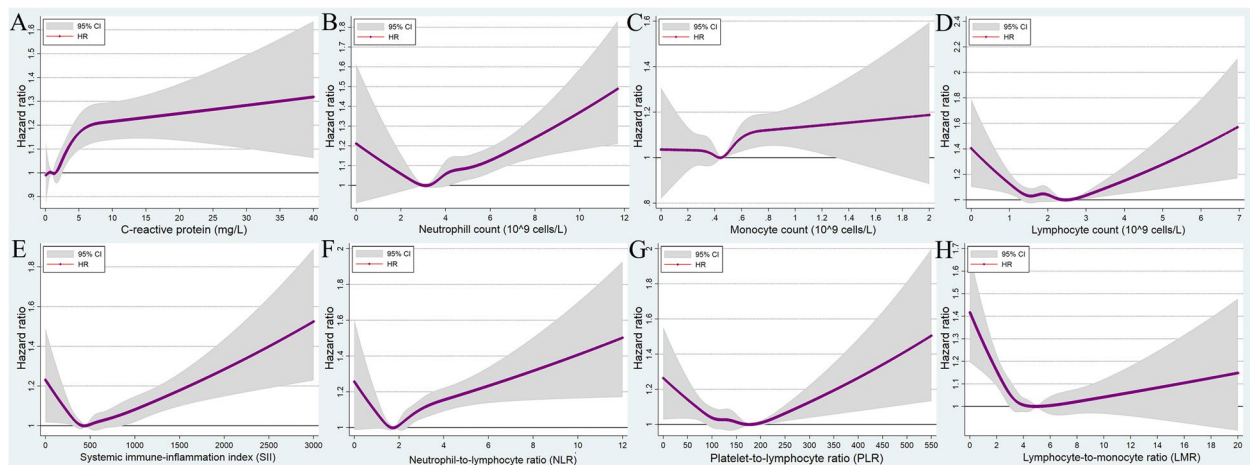 A
95% CI
HR
Hazard ratio
.9 1 1.1 1.2 1.3 1.4 1.5 1.6
0 5 10 15 20 25 30 35 40
C-reactive protein (mg/L)
B
95% CI
HR
Hazard ratio
1 1.1 1.2 1.3 1.4 1.5 1.6 1.7 1.8
0 2 4 6 8 10 12
Neutrophill count (10^9 cells/L)
C
95% CI
HR
Hazard ratio
.8 1 1.2 1.4 1.6
0 .2 .4 .6 .8 1 1.2 1.4 1.6 1.8 2
Monocyte count (10^9 cells/L)
D
95% CI
HR
Hazard ratio
1 1.2 1.4 1.6 1.8 2 2.2 2.4
0 1 2 3 4 5 6 7
Lymphocyte count (10^9 cells/L)
E
95% CI
HR
Hazard ratio
1 1.2 1.4 1.6 1.8 2
0 500 1000 1500 2000 2500 3000
Systemic immune-inflammation index (SII)
F
95% CI
HR
Hazard ratio
1 1.2 1.4 1.6 1.8 2
0 2 4 6 8 10 12
Neutrophil-to-lymphocyte ratio (NLR)
G
95% CI
HR
Hazard ratio
1 1.2 1.4 1.6 1.8 2
0 50 100 150 200 250 300 350 400 450 500 550
Platelet-to-lymphocyte ratio (PLR)
H
95% CI
HR
Hazard ratio
1 1.1 1.2 1.3 1.4 1.5 1.6 1.7
0 2 4 6 8 10 12 14 16 18 20
Lymphocyte-to-monocyte ratio (LMR)